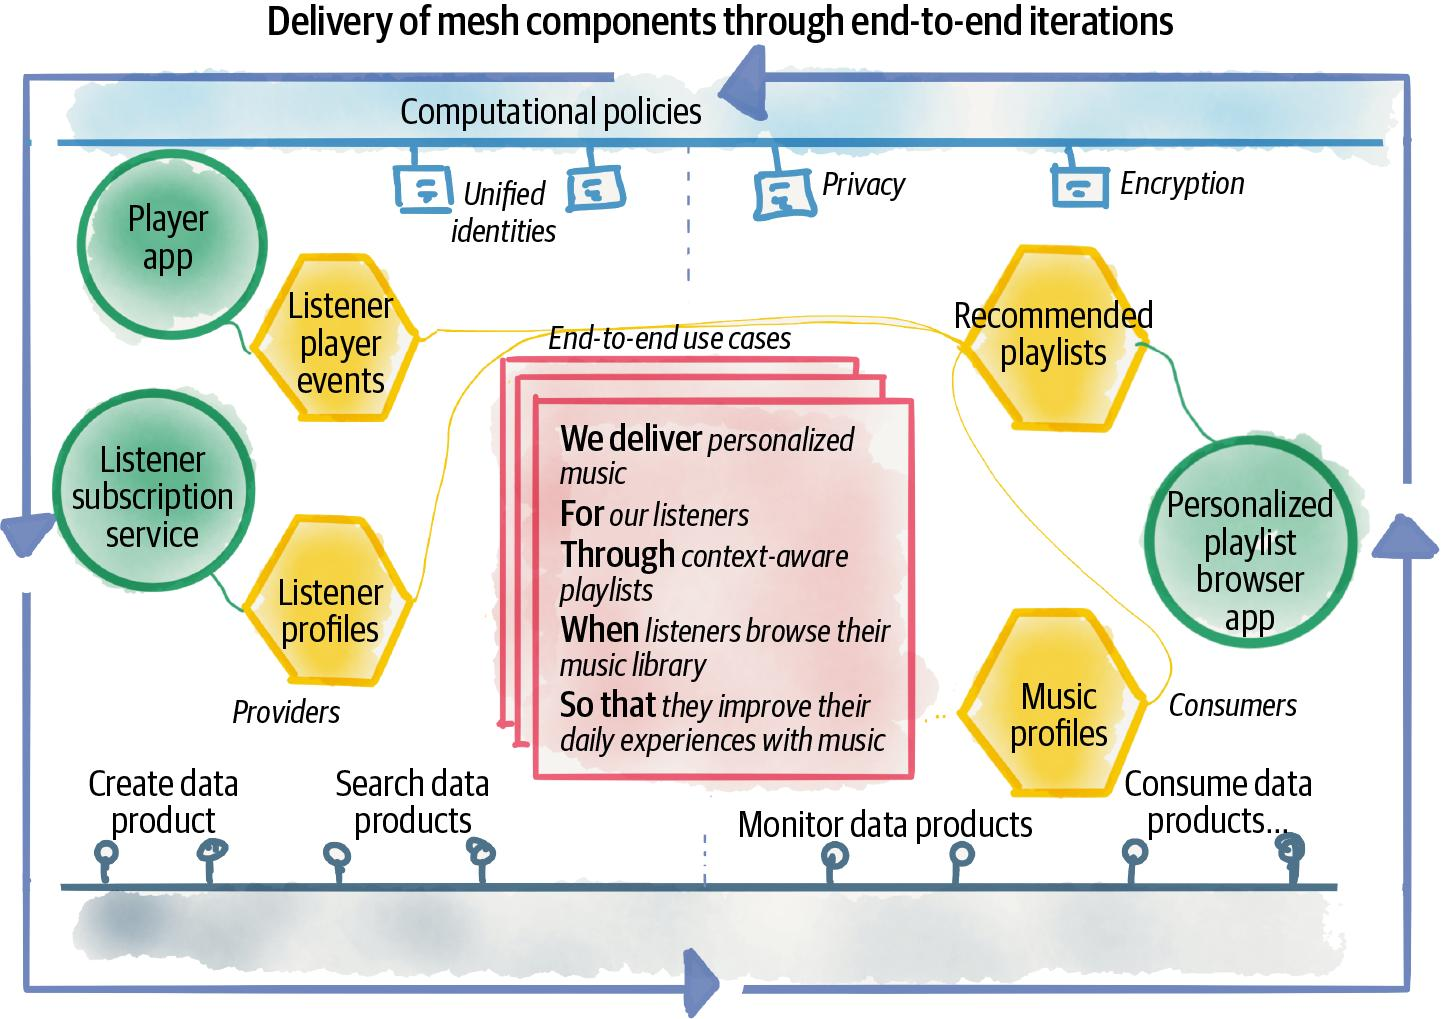 Delivery of mesh components through end-to-end iterations
Computational policies
Unified
identities
Privacy
Encryption
Player
app
Listener
player
events
Recommended
playlists
End-to-end use cases
We deliver personalized
music
For our listeners
Through context-aware
playlists
When listeners browse their
music library
So that they improve their
daily experiences with music
Listener
subscription
service
Listener
profiles
Personalized
playlist
browser
app
Music
profiles
Providers
Consumers
Create data
product
Search data
products
Monitor data products
Consume data
products...